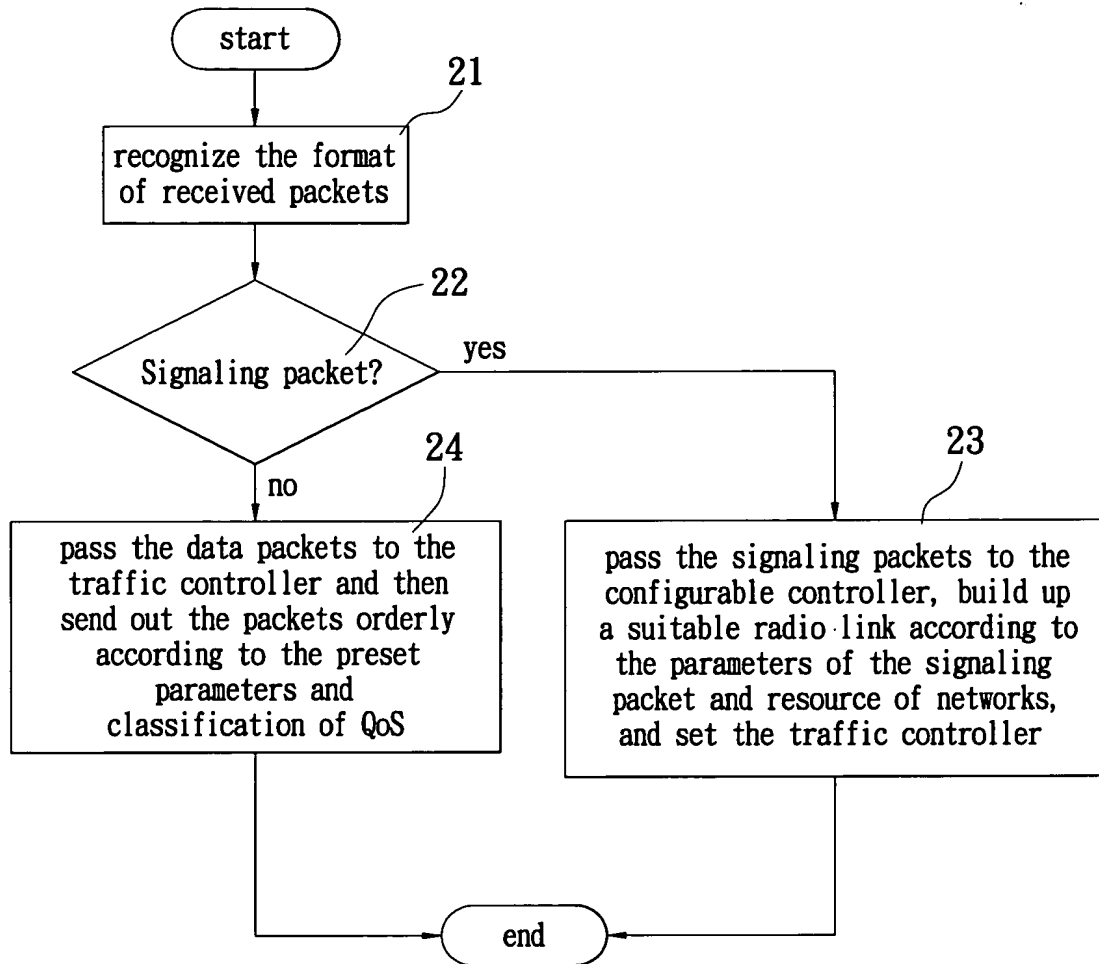 start
21
recognize the format
of received packets
22
Signaling packet?
yes
no
24
pass the data packets to the
traffic controller and then
send out the packets orderly
according to the preset
parameters and
classification of QoS
23
pass the signaling packets to the
configurable controller, build up
a suitable radio link according to
the parameters of the signaling
packet and resource of networks,
and set the traffic controller
end